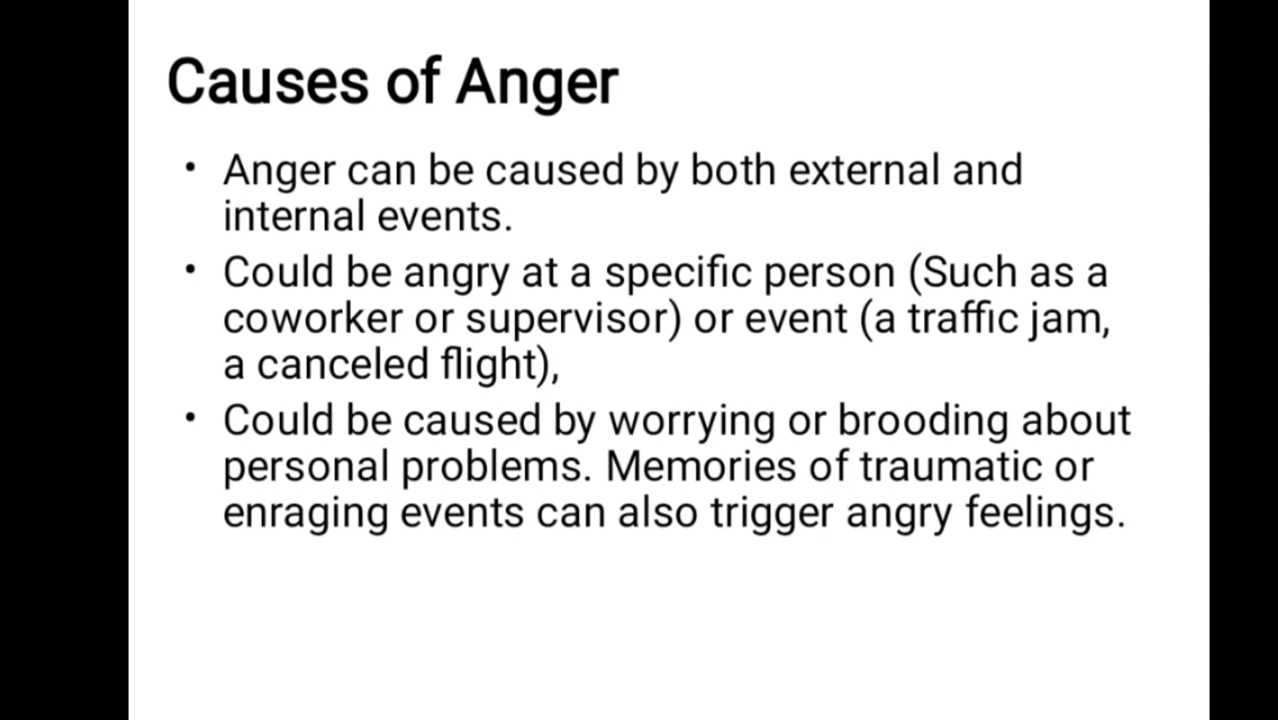 Causes of Anger
• Anger can be caused by both external and
internal events.
• Could be angry at a specific person (Such as a
coworker or supervisor) or event (a traffic jam,
a canceled flight),
• Could be caused by worrying or brooding about
personal problems. Memories of traumatic or
enraging events can also trigger angry feelings.